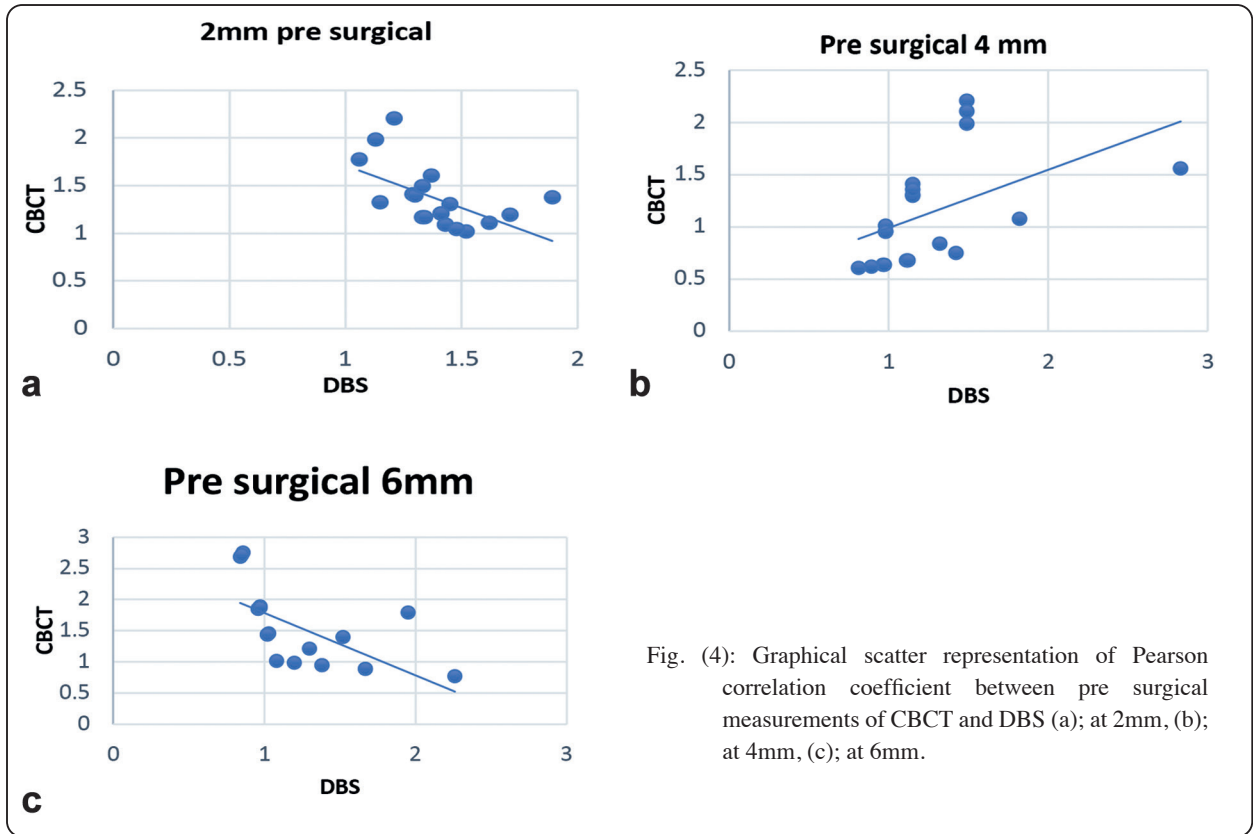 2mm pre surgical
2.5
2
1.5
1
0.5
0
CBCT
0 0.5 1 1.5 2
DBS
a
Pre surgical 4 mm
2.5
2
1.5
1
0.5
0
CBCT
0 1 2 3
DBS
b
Pre surgical 6mm
3
2.5
2
1.5
1
0.5
0
CBCT
0 1 2 3
DBS
c
Fig. (4): Graphical scatter representation of Pearson
correlation coefficient between pre surgical
measurements of CBCT and DBS (a); at 2mm, (b);
at 4mm, (c); at 6mm.